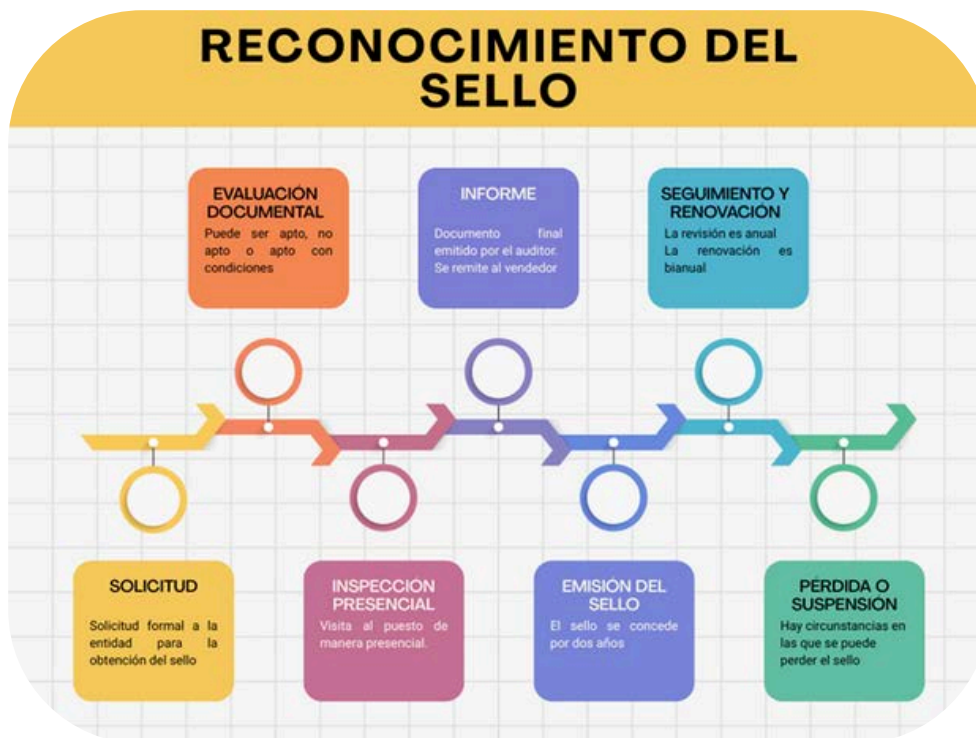 RECONOCIMIENTO DEL
SELLO
EVALUACIÓN
DOCUMENTAL
Puede ser apto, no
apto o apto con
condiciones
INFORME
Documento final
emitido por el auditor.
Se remite al vendedor
SEGUIMIENTO Y
RENOVACIÓN
La revisión es anual
La renovación es
bianual
SOLICITUD
Solicitud formal a la
entidad para la
obtención del sello
INSPECCIÓN
PRESENCIAL
Visita al puesto de
manera presencial.
EMISIÓN DEL
SELLO
El sello se concede
por dos años
PÉRDIDA O
SUSPENSIÓN
Hay circunstancias en
las que se puede
perder el sello